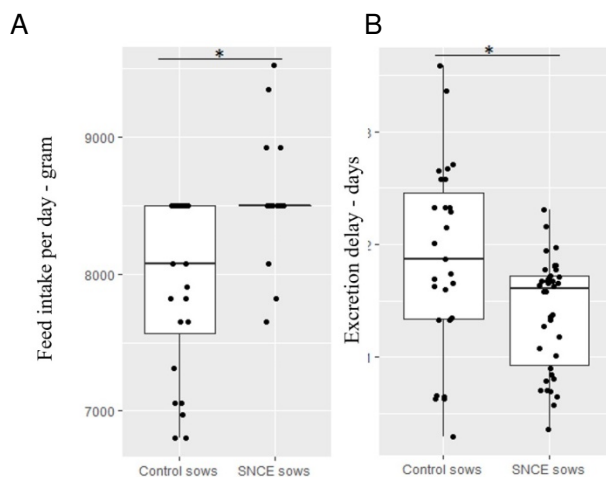 A
B
*
*
Feed intake per day - gram
9000
8000
7000
Control sows
SNCE sows
Excretion delay - days
3
2
1
Control sows
SNCE sows